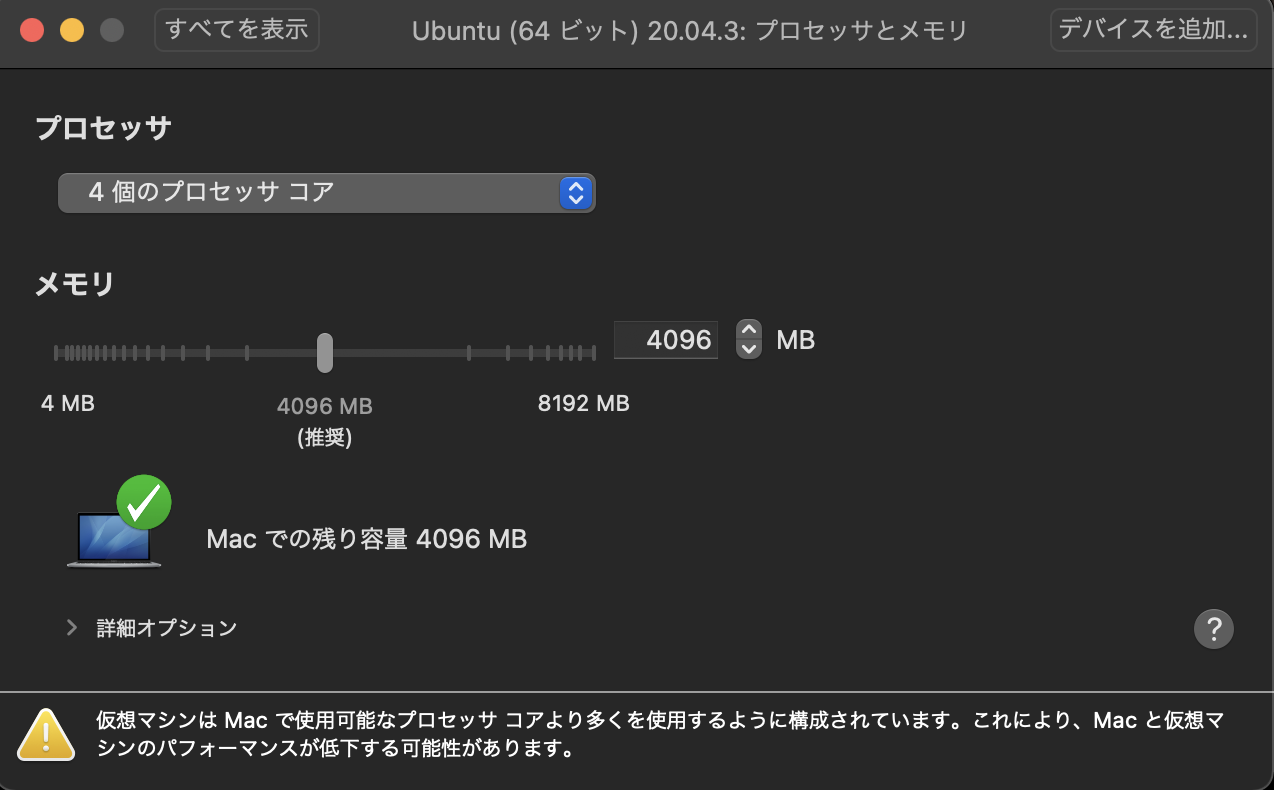 すべてを表示
Ubuntu (64 ビット) 20.04.3: プロセッサとメモリ
デバイスを追加...
プロセッサ
4 個のプロセッサ コア
メモリ
4096
MB
4 MB
4096 MB
(推奨)
8192 MB
Mac での残り容量 4096 MB
詳細オプション
?
仮想マシンは Mac で使用可能なプロセッサ コアより多くを使用するように構成されています。これにより、Mac と仮想マ
シンのパフォーマンスが低下する可能性があります。